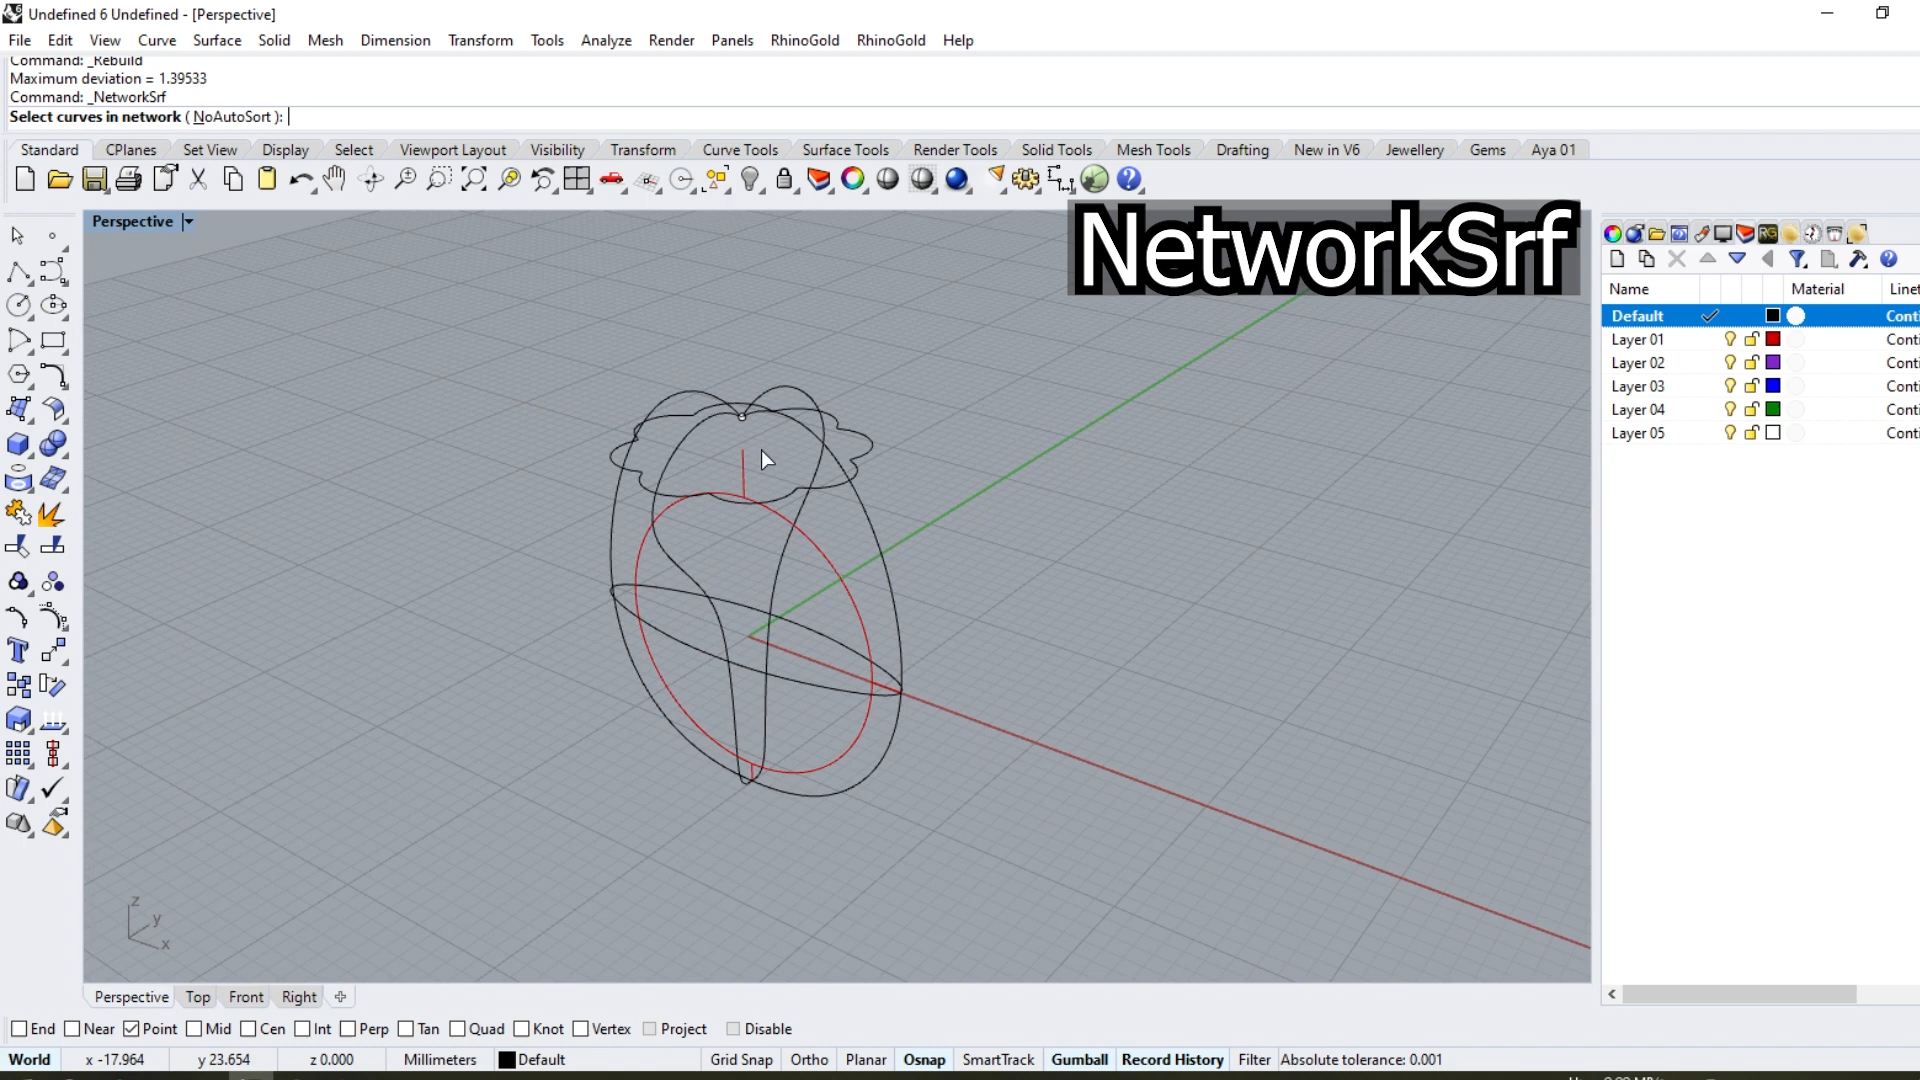 Undefined 6 Undefined - [Perspective]
File Edit View Curve Surface Solid Mesh Dimension Transform Tools Analyze Render Panels RhinoGold RhinoGold Help
Command: _Rebuild
Maximum deviation = 1.39533
Command: _NetworkSrf
Select curves in network ( NoAutoSort ):
Standard CPlanes Set View Display Select Viewport Layout Visibility Transform Curve Tools Surface Tools Render Tools Solid Tools Mesh Tools Drafting New in V6 Jewellery Gems Aya 01
Perspective
NetworkSrf
Name Material Linet
Default Conti
Layer 01 Conti
Layer 02 Conti
Layer 03 Conti
Layer 04 Conti
Layer 05 Conti
z
y
x
Perspective Top Front Right
End Near Point Mid Cen Int Perp Tan Quad Knot Vertex Project Disable
World x -17.964 y 23.654 z 0.000 Millimeters Default Grid Snap Ortho Planar Osnap SmartTrack Gumball Record History Filter Absolute tolerance: 0.001